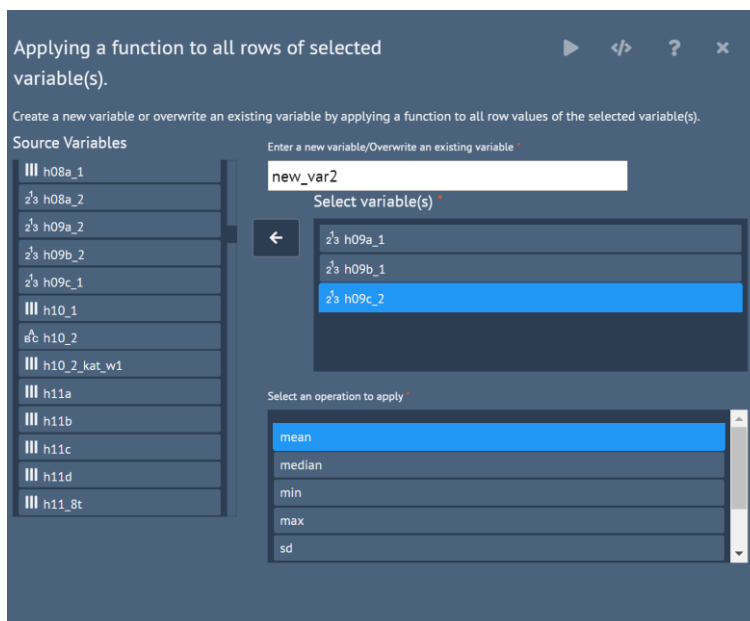 Applying a function to all rows of selected
variable(s).
</> ? ×
Create a new variable or overwrite an existing variable by applying a function to all row values of the selected variable(s).
Source Variables
h08a_1
h08a_2
h09a_2
h09b_2
h09c_1
h10_1
h10_2
h10_2_kat_w1
h11a
h11b
h11c
h11d
h11_8t
Enter a new variable/Overwrite an existing variable *
new_var2
Select variable(s) *
h09a_1
h09b_1
h09c_2
Select an operation to apply *
mean
median
min
max
sd